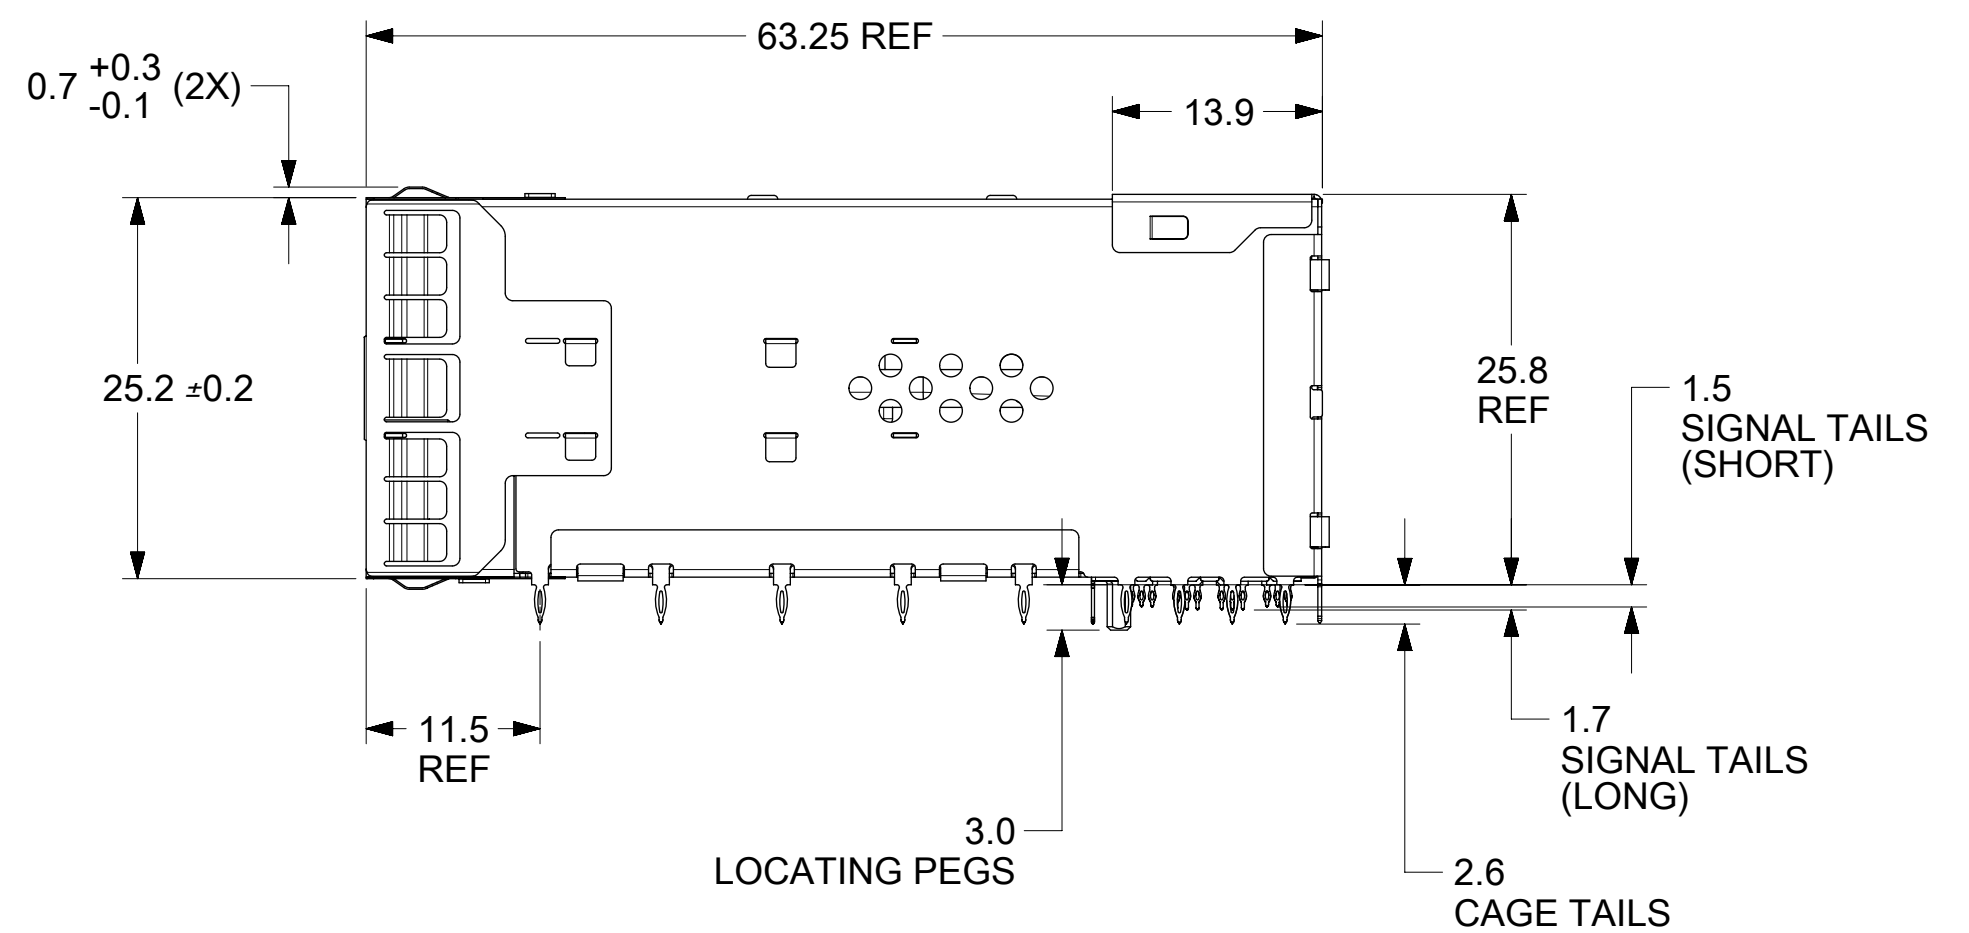 63.25 REF
0.7 +0.3 -0.1 (2X)
13.9
25.2 ±0.2
25.8
REF
1.5
SIGNAL TAILS
(SHORT)
11.5
REF
1.7
SIGNAL TAILS
(LONG)
3.0
LOCATING PEGS
2.6
CAGE TAILS